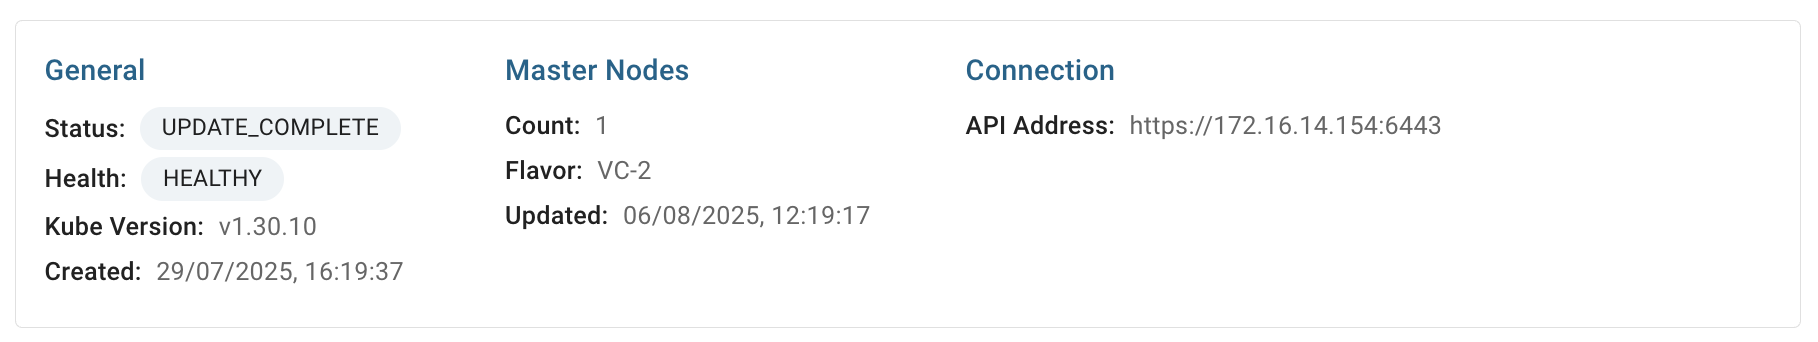 General
Status: UPDATE_COMPLETE
Health: HEALTHY
Kube Version: v1.30.10
Created: 29/07/2025, 16:19:37
Master Nodes
Count: 1
Flavor: VC-2
Updated: 06/08/2025, 12:19:17
Connection
API Address: https://172.16.14.154:6443